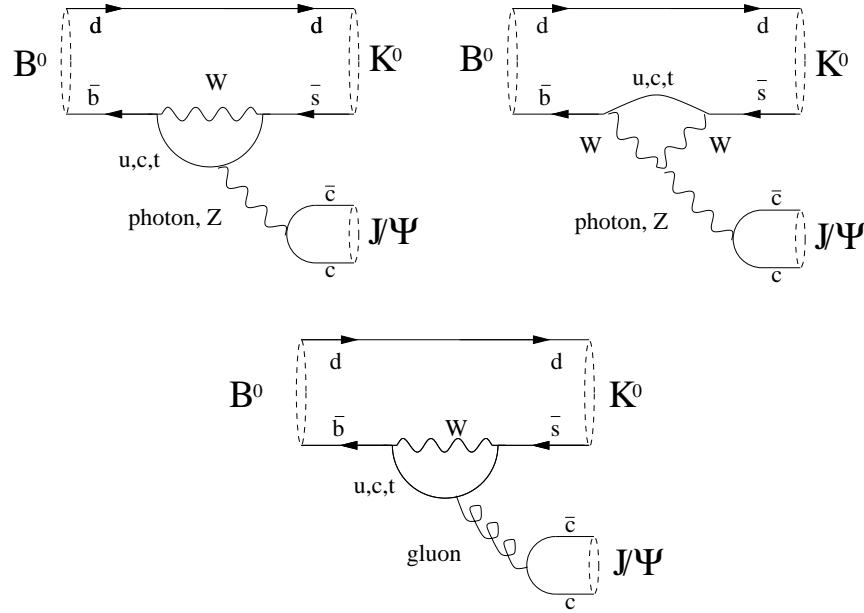 d d
B⁰ K⁰
W
b̄ s̄
u,c,t
c̄
photon, Z J/Ψ
c
d d
B⁰ K⁰
u,c,t
b̄ s̄
W W
c̄
photon, Z J/Ψ
c
d d
B⁰ K⁰
b̄ W s̄
u,c,t
c̄
gluon J/Ψ
c